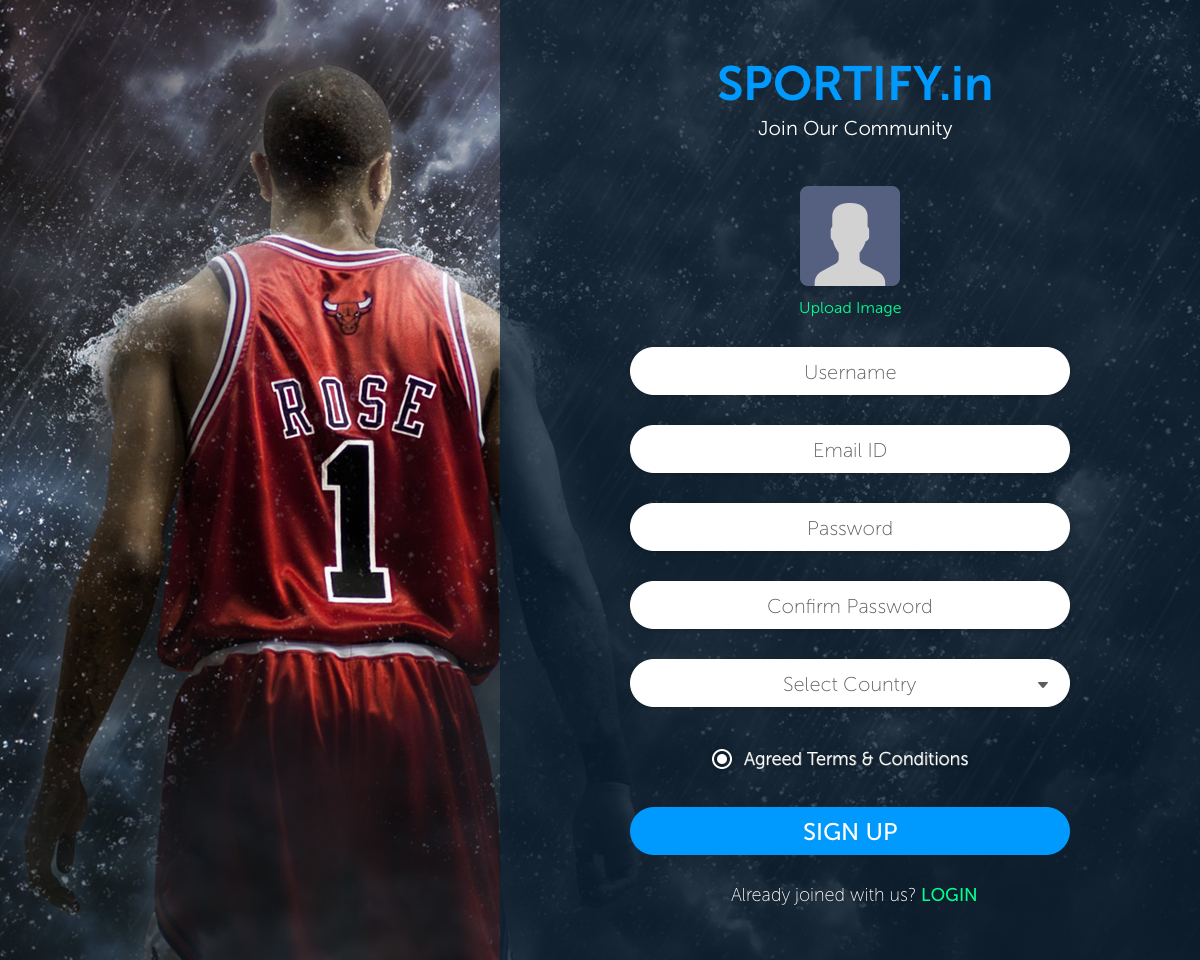 ROSE
1
SPORTIFY.in
Join Our Community
Upload Image
Username
Email ID
Password
Confirm Password
Select Country
Agreed Terms & Conditions
SIGN UP
Already joined with us? LOGIN